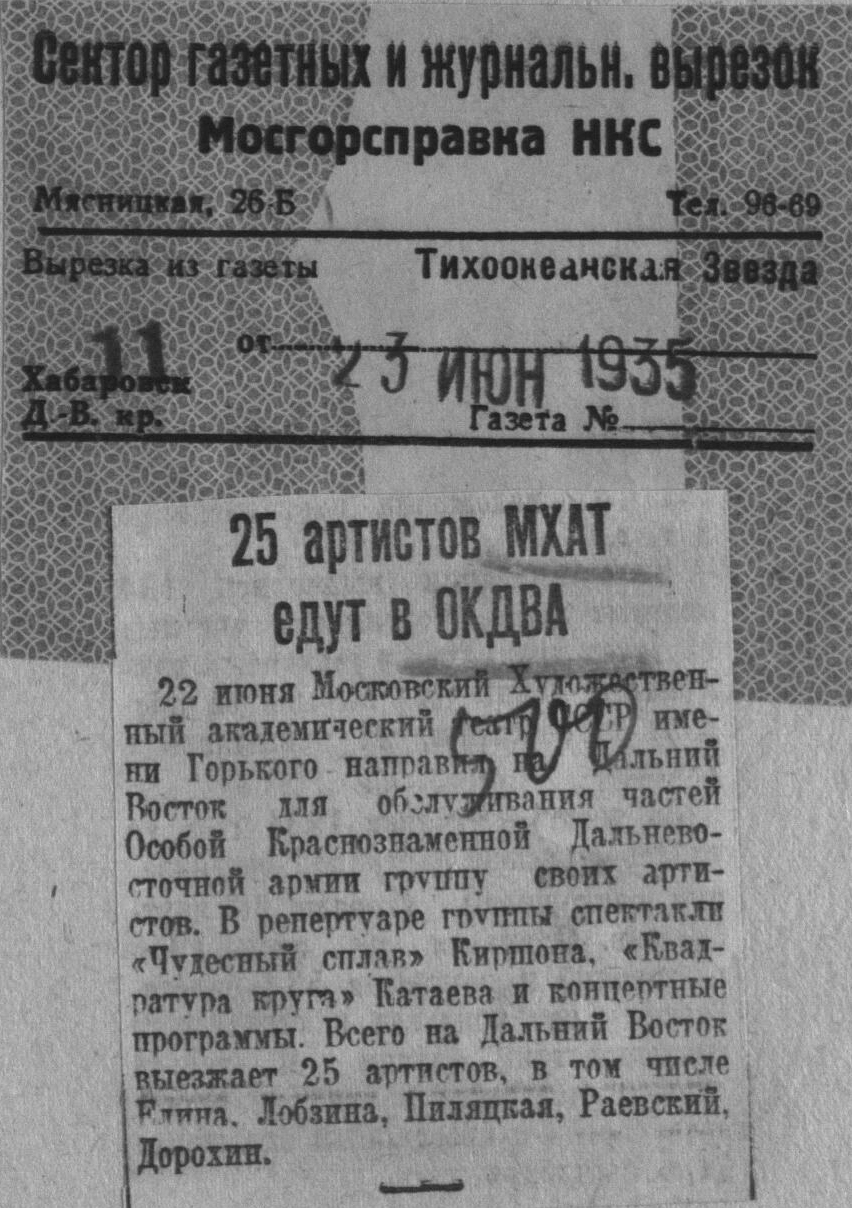 Сектор газетных и журнальн. вырезок
Мосгорсправка НКС
Мясницкая, 26-Б Тел. 96-69
Вырезка из газеты Тихоокеанская Звезда
11 от 23 ИЮН 1935
Хабаровск
Д.-В. кр. Газета №
25 артистов МХАТ
едут в ОКДВА
22 июня Московский Художествен-
ный академический театр СССР име-
ни Горького направил на Дальний
Восток для обслуживания частей
Особой Краснознаменной Дальнево-
сточной армии группу своих арти-
стов. В репертуаре группы спектакли
«Чудесный сплав» Киршона, «Квад-
ратура круга» Катаева и концертные
программы. Всего на Дальний Восток
выезжает 25 артистов, в том числе
Елина, Лобзина, Пиляцкая, Раевский,
Дорохин.